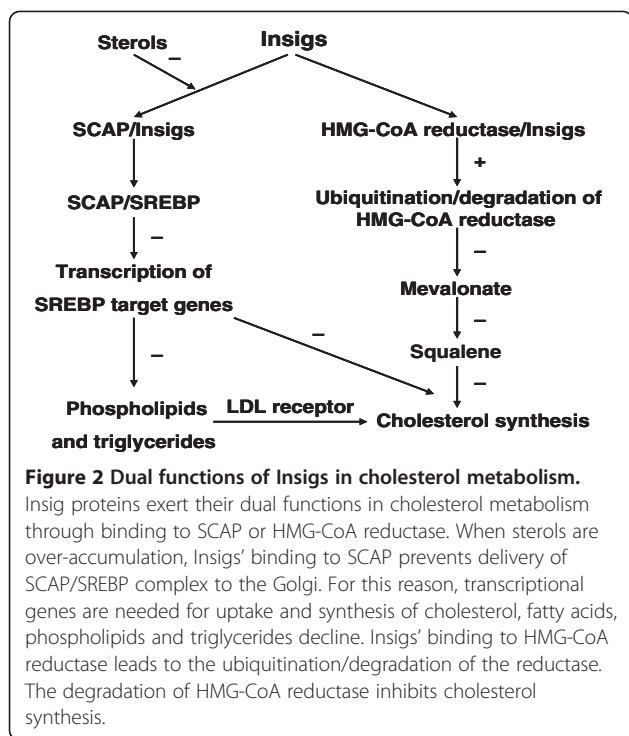 Sterols
Insigs
–
SCAP/Insigs
HMG-CoA reductase/Insigs
+
SCAP/SREBP
Ubiquitination/degradation of
HMG-CoA reductase
–
–
Transcription of
SREBP target genes
Mevalonate
–
–
Squalene
–
–
Phospholipids
and triglycerides
LDL receptor
Cholesterol synthesis
Figure 2 Dual functions of Insigs in cholesterol metabolism.
Insig proteins exert their dual functions in cholesterol metabolism
through binding to SCAP or HMG-CoA reductase. When sterols are
over-accumulation, Insigs' binding to SCAP prevents delivery of
SCAP/SREBP complex to the Golgi. For this reason, transcriptional
genes are needed for uptake and synthesis of cholesterol, fatty acids,
phospholipids and triglycerides decline. Insigs' binding to HMG-CoA
reductase leads to the ubiquitination/degradation of the reductase.
The degradation of HMG-CoA reductase inhibits cholesterol
synthesis.